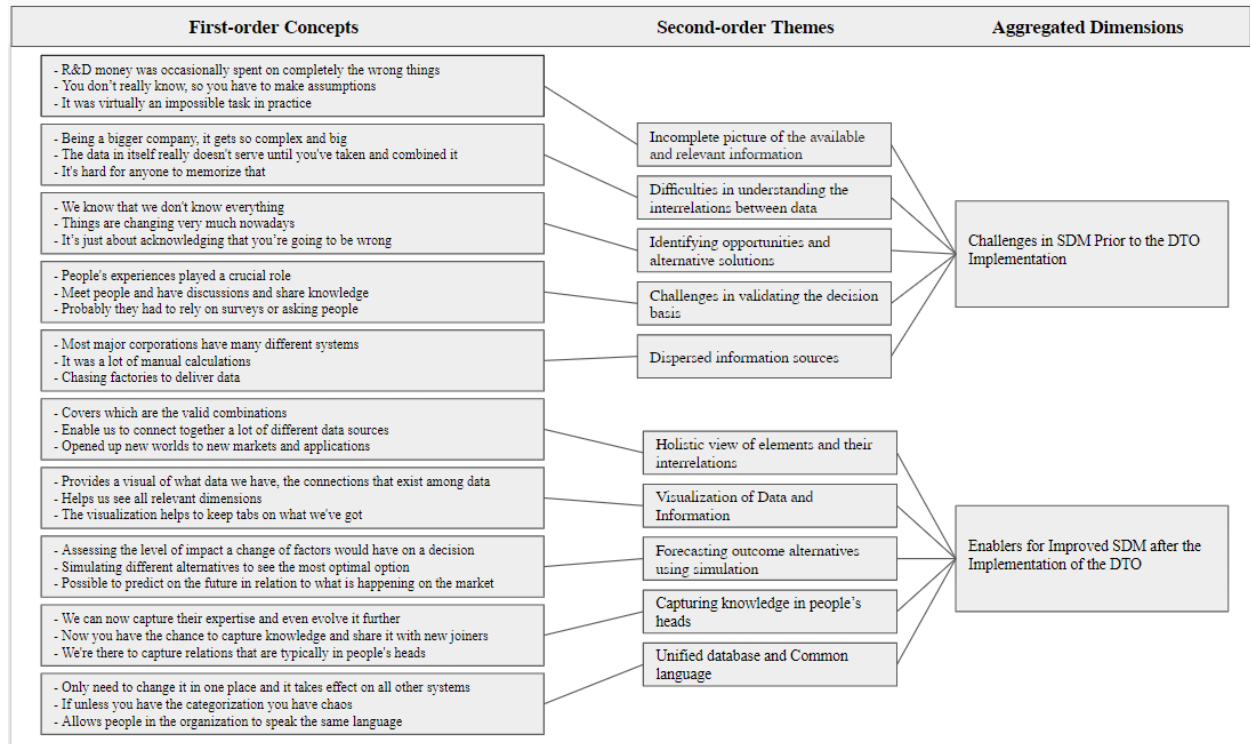 First-order Concepts
Second-order Themes
Aggregated Dimensions
- R&D money was occasionally spent on completely the wrong things
- You don't really know, so you have to make assumptions
- It was virtually an impossible task in practice
- Being a bigger company, it gets so complex and big
- The data in itself really doesn't serve until you've taken and combined it
- It's hard for anyone to memorize that
- We know that we don't know everything
- Things are changing very much nowadays
- It's just about acknowledging that you're going to be wrong
- People's experiences played a crucial role
- Meet people and have discussions and share knowledge
- Probably they had to rely on surveys or asking people
- Most major corporations have many different systems
- It was a lot of manual calculations
- Chasing factories to deliver data
Incomplete picture of the available
and relevant information
Difficulties in understanding the
interrelations between data
Identifying opportunities and
alternative solutions
Challenges in validating the decision
basis
Dispersed information sources
Challenges in SDM Prior to the DTO
Implementation
- Covers which are the valid combinations
- Enable us to connect together a lot of different data sources
- Opened up new worlds to new markets and applications
- Provides a visual of what data we have, the connections that exist among data
- Helps us see all relevant dimensions
- The visualization helps to keep tabs on what we've got
- Assessing the level of impact a change of factors would have on a decision
- Simulating different alternatives to see the most optimal option
- Possible to predict on the future in relation to what is happening on the market
- We can now capture their expertise and even evolve it further
- Now you have the chance to capture knowledge and share it with new joiners
- We're there to capture relations that are typically in people's heads
- Only need to change it in one place and it takes effect on all other systems
- If unless you have the categorization you have chaos
- Allows people in the organization to speak the same language
Holistic view of elements and their
interrelations
Visualization of Data and
Information
Forecasting outcome alternatives
using simulation
Capturing knowledge in people's
heads
Unified database and Common
language
Enablers for Improved SDM after the
Implementation of the DTO